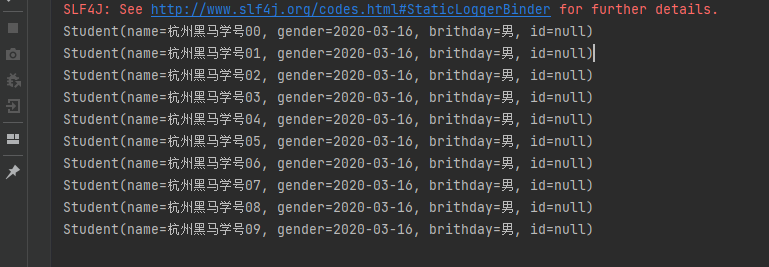 SLF4J: See http://www.slf4j.org/codes.html#StaticLoggerBinder for further details.
Student(name=杭州黑马学号00, gender=2020-03-16, brithday=男, id=null)
Student(name=杭州黑马学号01, gender=2020-03-16, brithday=男, id=null)
Student(name=杭州黑马学号02, gender=2020-03-16, brithday=男, id=null)
Student(name=杭州黑马学号03, gender=2020-03-16, brithday=男, id=null)
Student(name=杭州黑马学号04, gender=2020-03-16, brithday=男, id=null)
Student(name=杭州黑马学号05, gender=2020-03-16, brithday=男, id=null)
Student(name=杭州黑马学号06, gender=2020-03-16, brithday=男, id=null)
Student(name=杭州黑马学号07, gender=2020-03-16, brithday=男, id=null)
Student(name=杭州黑马学号08, gender=2020-03-16, brithday=男, id=null)
Student(name=杭州黑马学号09, gender=2020-03-16, brithday=男, id=null)